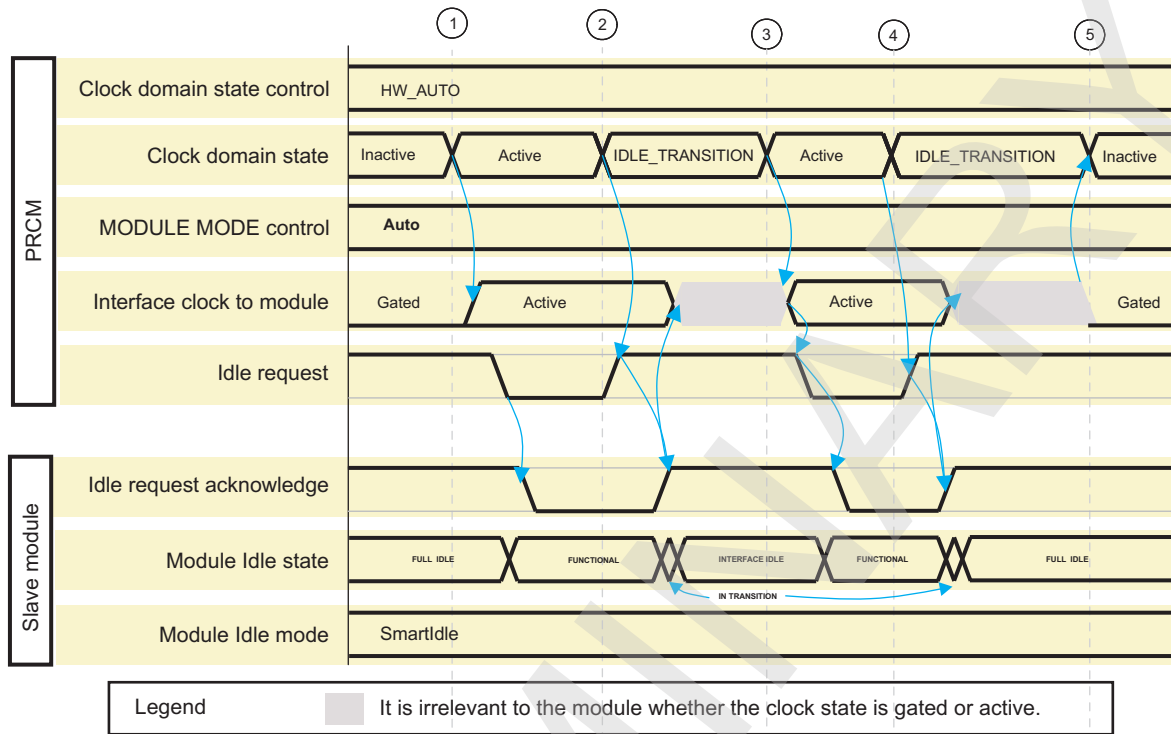 1 2 3 4 5
PRCM
Clock domain state control HW_AUTO
Clock domain state Inactive Active IDLE_TRANSITION Active IDLE_TRANSITION Inactive
MODULE MODE control Auto
Interface clock to module Gated Active Active Gated
Idle request
Slave module
Idle request acknowledge
Module Idle state FULL IDLE FUNCTIONAL INTERFACE IDLE FUNCTIONAL FULL IDLE
IN TRANSITION
Module Idle mode SmartIdle
Legend It is irrelevant to the module whether the clock state is gated or active.